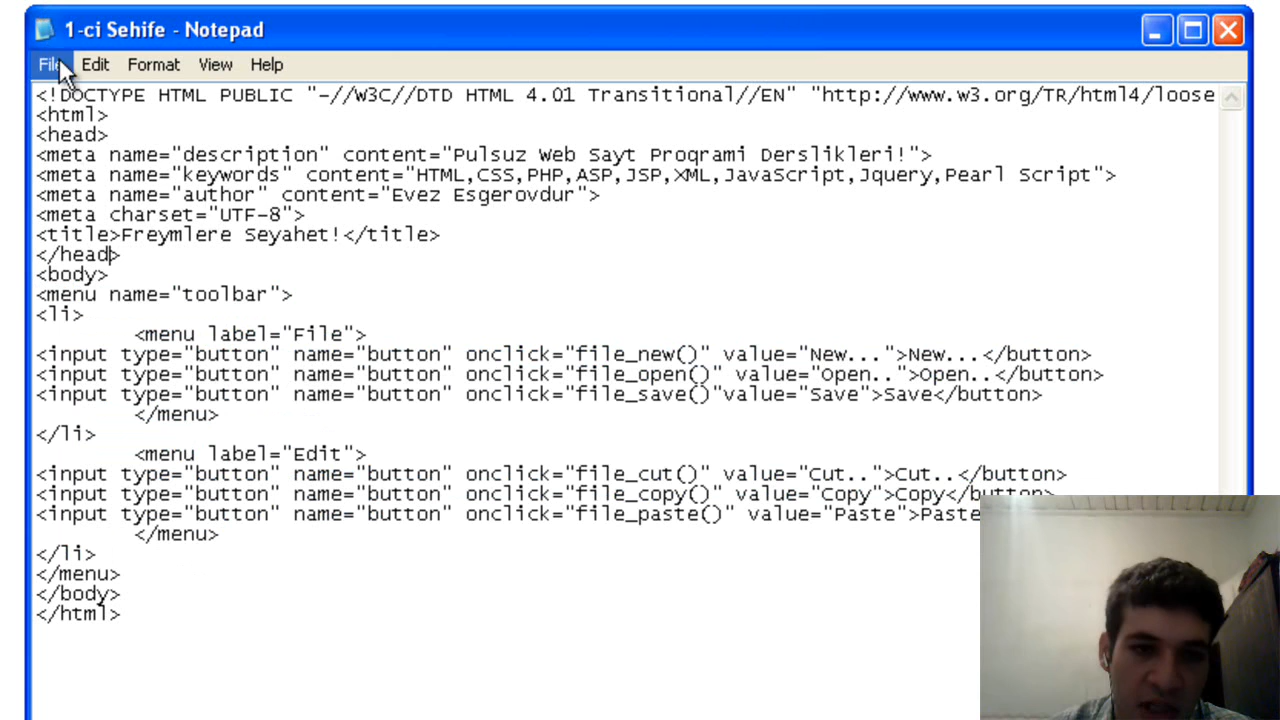 1-ci Sehife - Notepad
File Edit Format View Help
<!DOCTYPE HTML PUBLIC "-//W3C//DTD HTML 4.01 Transitional//EN" "http://www.w3.org/TR/html4/loose
<html>
<head>
<meta name="description" content="Pulsuz Web Sayt Proqrami Derslikleri!">
<meta name="keywords" content="HTML,CSS,PHP,ASP,JSP,XML,JavaScript,Jquery,Pearl Script">
<meta name="author" content="Evez Esgerovdur">
<meta charset="UTF-8">
<title>Freymlere Seyahet!</title>
</head>
<body>
<menu name="toolbar">
<li>
<menu label="File">
<input type="button" name="button" onclick="file_new()" value="New...">New...</button>
<input type="button" name="button" onclick="file_open()" value="Open..">Open..</button>
<input type="button" name="button" onclick="file_save()"value="Save">Save</button>
</menu>
</li>
<menu label="Edit">
<input type="button" name="button" onclick="file_cut()" value="Cut..">Cut..</button>
<input type="button" name="button" onclick="file_copy()" value="Copy">Copy</button>
<input type="button" name="button" onclick="file_paste()" value="Paste">Paste
</menu>
</li>
</menu>
</body>
</html>